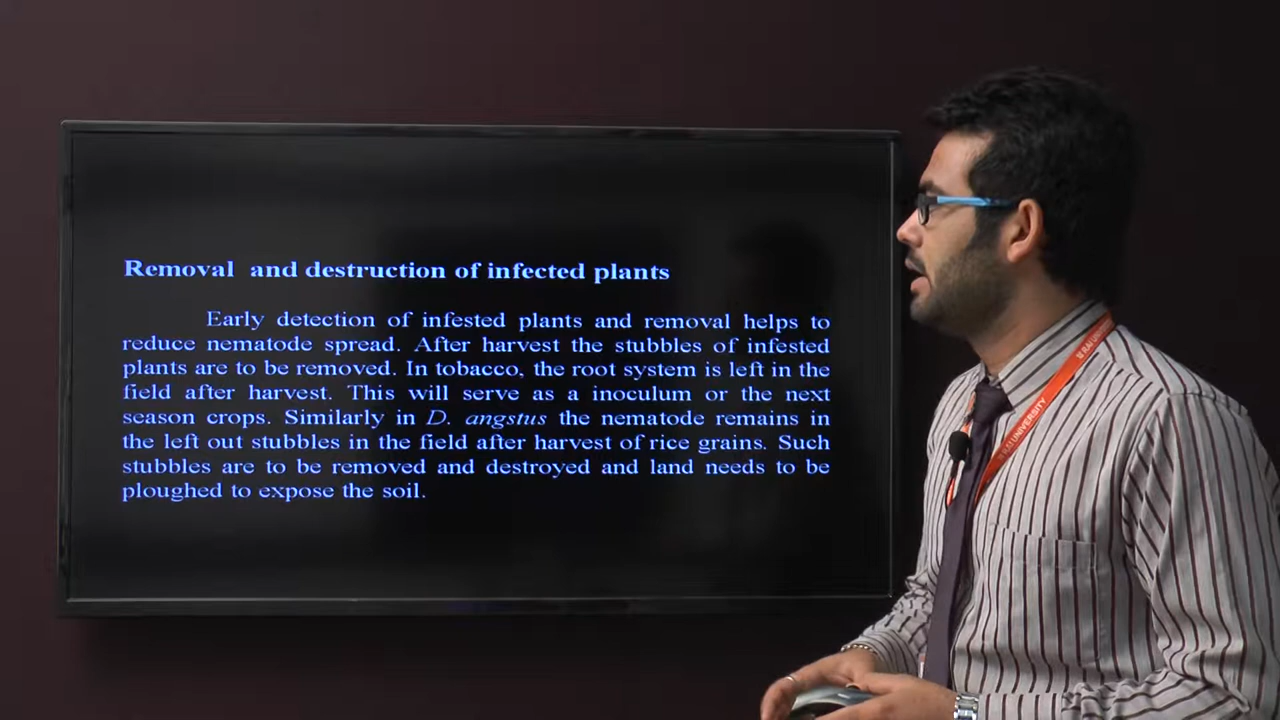 Removal and destruction of infected plants
Early detection of infested plants and removal helps to
reduce nematode spread. After harvest the stubbles of infested
plants are to be removed. In tobacco, the root system is left in the
field after harvest. This will serve as a inoculum or the next
season crops. Similarly in D. angstus the nematode remains in
the left out stubbles in the field after harvest of rice grains. Such
stubbles are to be removed and destroyed and land needs to be
ploughed to expose the soil.
RAI UNIVERSITY
RAI UNI